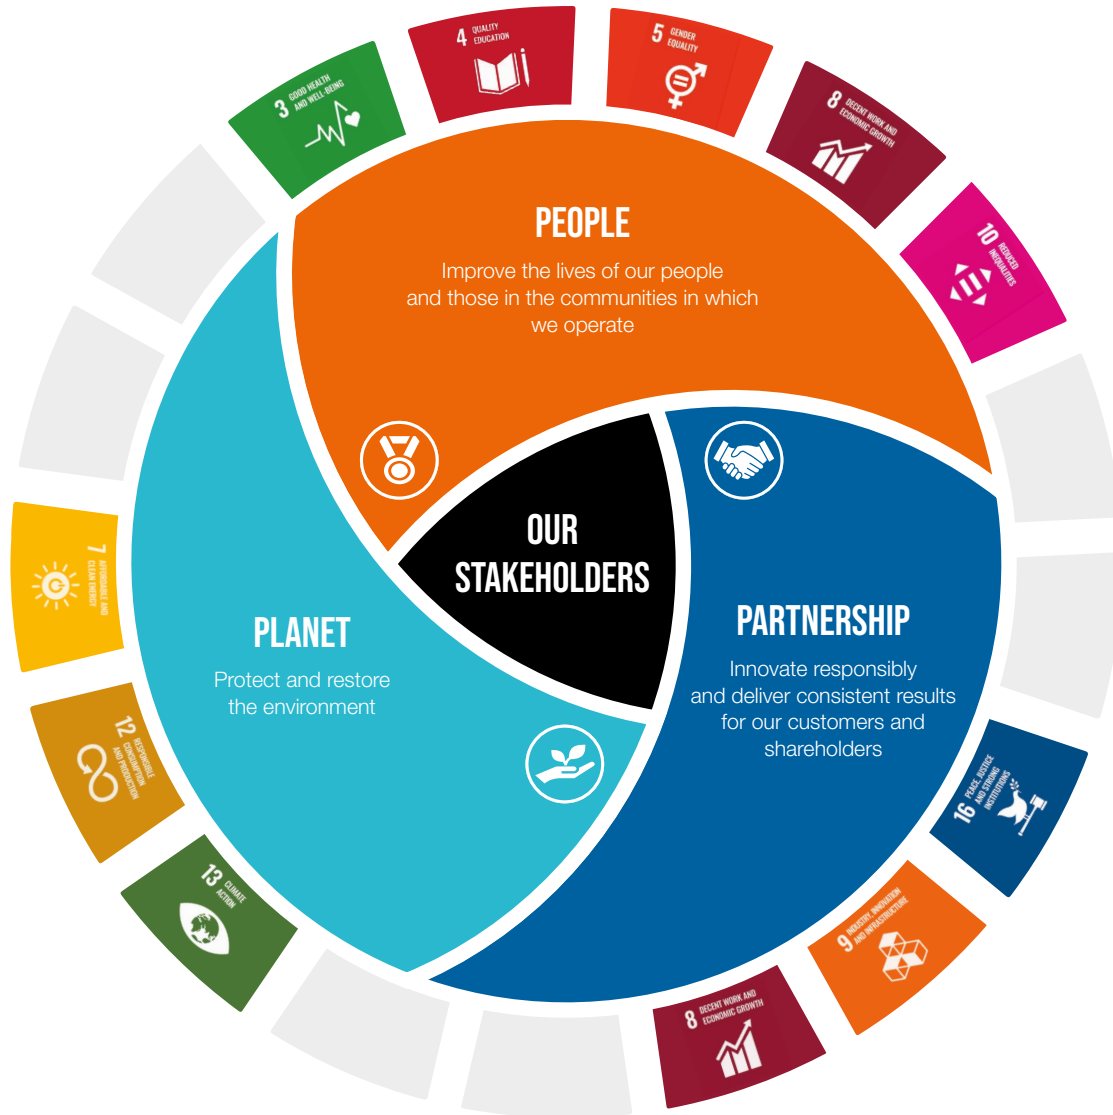 4 QUALITY
EDUCATION
5 GENDER
EQUALITY
3 GOOD HEALTH
AND WELL-BEING
8 DECENT WORK AND
ECONOMIC GROWTH
10 REDUCED
INEQUALITIES
PEOPLE
Improve the lives of our people
and those in the communities in which
we operate
OUR
STAKEHOLDERS
7 AFFORDABLE AND
CLEAN ENERGY
PLANET
Protect and restore
the environment
PARTNERSHIP
Innovate responsibly
and deliver consistent results
for our customers and
shareholders
12 RESPONSIBLE
CONSUMPTION
AND PRODUCTION
16 PEACE, JUSTICE
AND STRONG
INSTITUTIONS
13 CLIMATE
ACTION
9 INDUSTRY, INNOVATION
AND INFRASTRUCTURE
8 DECENT WORK AND
ECONOMIC GROWTH